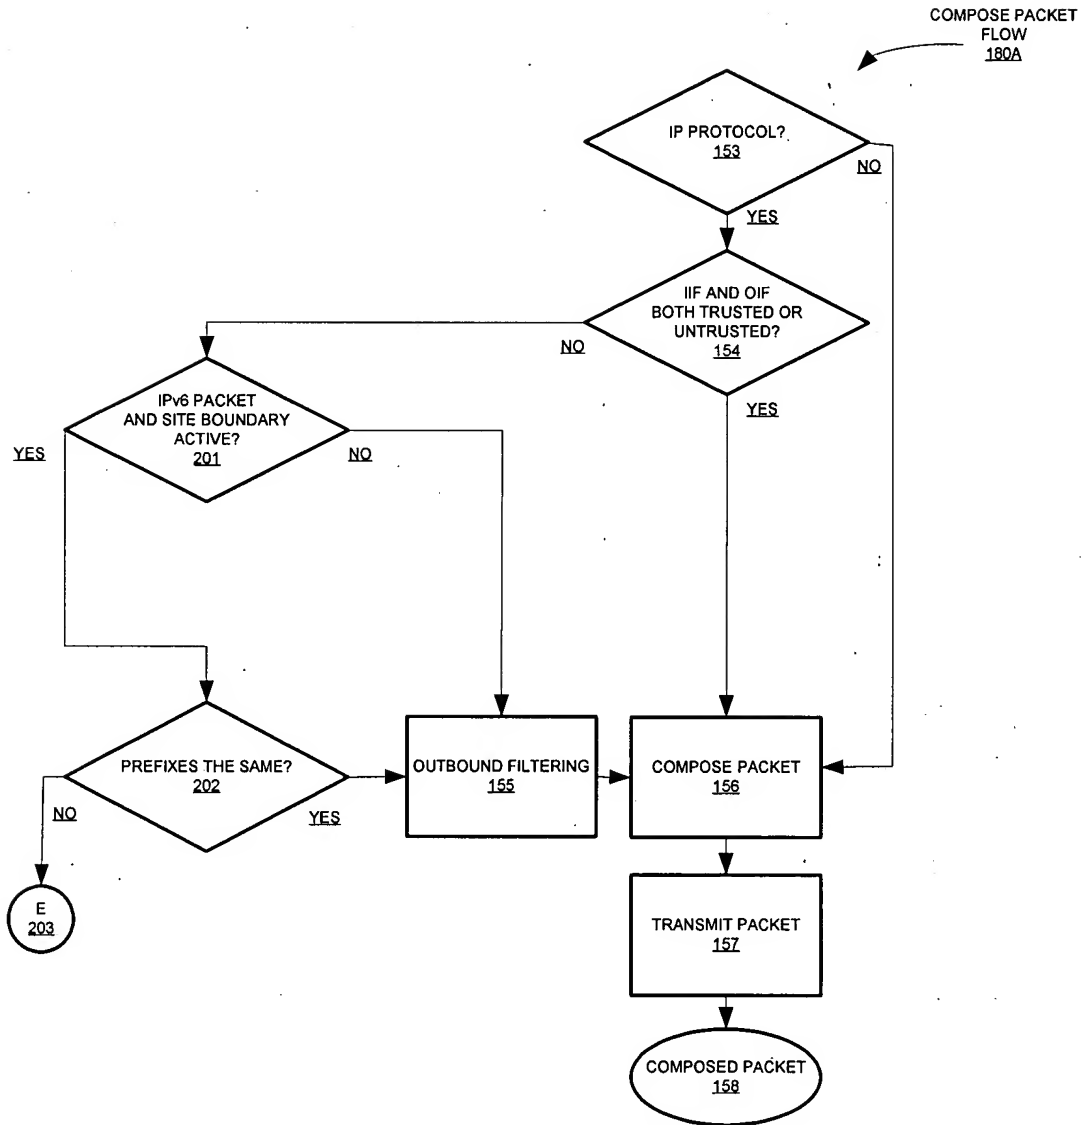 COMPOSE PACKET
FLOW
180A
IP PROTOCOL?
153
NO
YES
IIF AND OIF
BOTH TRUSTED OR
UNTRUSTED?
154
NO
YES
IPv6 PACKET
AND SITE BOUNDARY
ACTIVE?
201
YES
NO
PREFIXES THE SAME?
202
NO
YES
OUTBOUND FILTERING
155
COMPOSE PACKET
156
E
203
TRANSMIT PACKET
157
COMPOSED PACKET
158